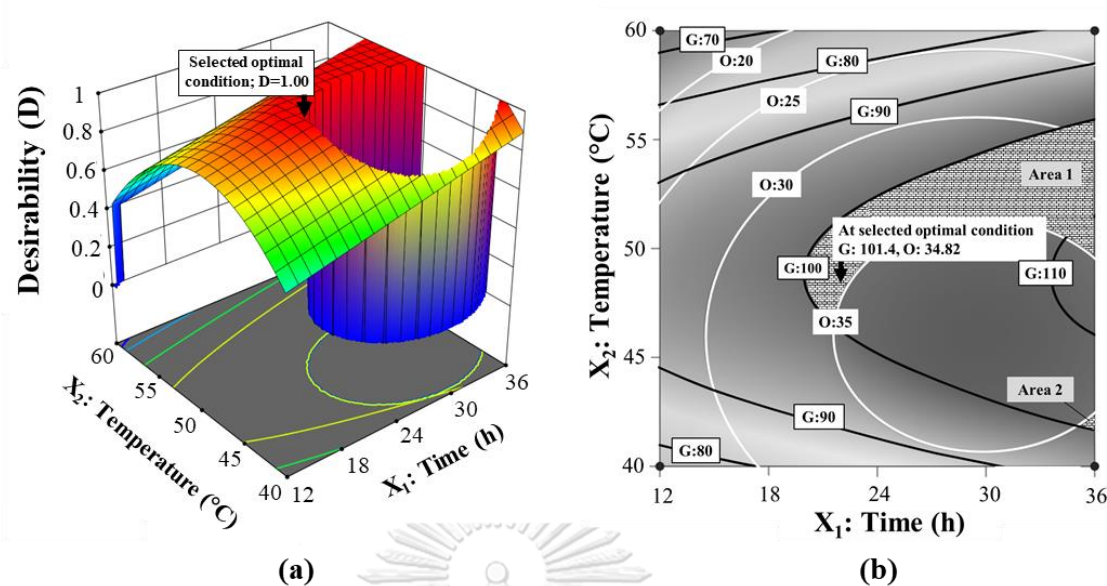 Selected optimal
condition; D=1.00
Desirability (D)
1
0.8
0.6
0.4
0.2
0
60
55
50
45
40
X2: Temperature (°C)
12
18
24
30
36
X1: Time (h)
(a)
60
55
50
45
40
X2: Temperature (°C)
G:70
O:20
G:80
O:25
G:90
O:30
Area 1
At selected optimal condition
G: 101.4, O: 34.82
G:100
G:110
O:35
Area 2
G:90
G:80
12
18
24
30
36
X1: Time (h)
(b)